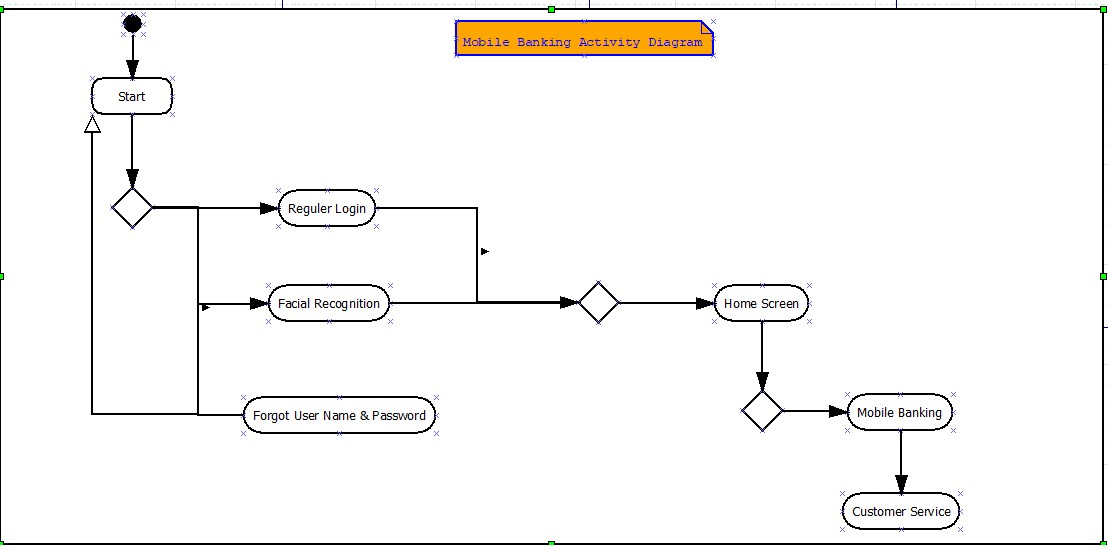 Mobile Banking Activity Diagram
Start
Reguler Login
Facial Recognition
Home Screen
Forgot User Name & Password
Mobile Banking
Customer Service